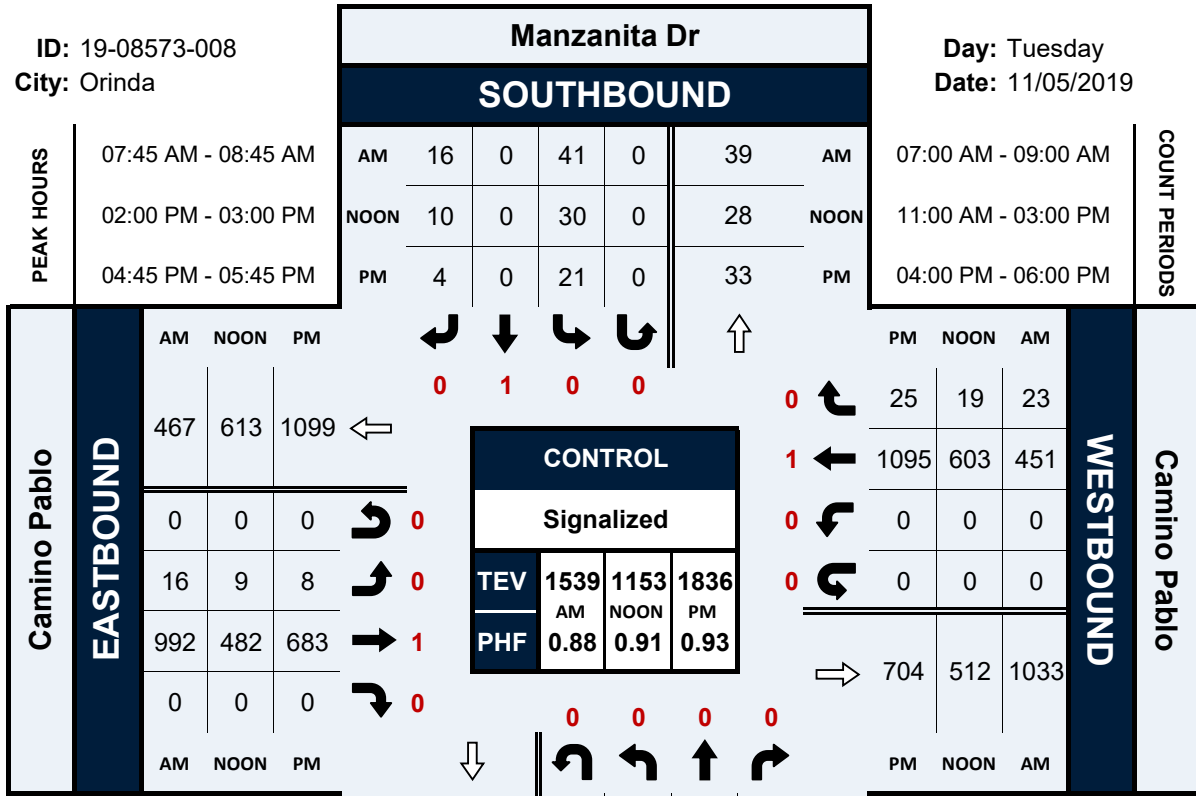 Manzanita Dr
ID: 19-08573-008
Day: Tuesday
City: Orinda
Date: 11/05/2019
SOUTHBOUND
PEAK HOURS
07:45 AM - 08:45 AM
AM 16 0 41 0 39 AM
07:00 AM - 09:00 AM
COUNT PERIODS
02:00 PM - 03:00 PM
NOON 10 0 30 0 28 NOON
11:00 AM - 03:00 PM
04:45 PM - 05:45 PM
PM 4 0 21 0 33 PM
04:00 PM - 06:00 PM
AM NOON PM
PM NOON AM
0 1 0 0
467 613 1099
0 25 19 23
1 1095 603 451
0 0 0 0
0 0 0 0
Camino Pablo
EASTBOUND
0 0 0 0
16 9 8 0
992 482 683 1
0 0 0 0
CONTROL
Signalized
TEV 1539 1153 1836
AM NOON PM
PHF 0.88 0.91 0.93
WESTBOUND
Camino Pablo
704 512 1033
0 0 0 0
AM NOON PM
PM NOON AM